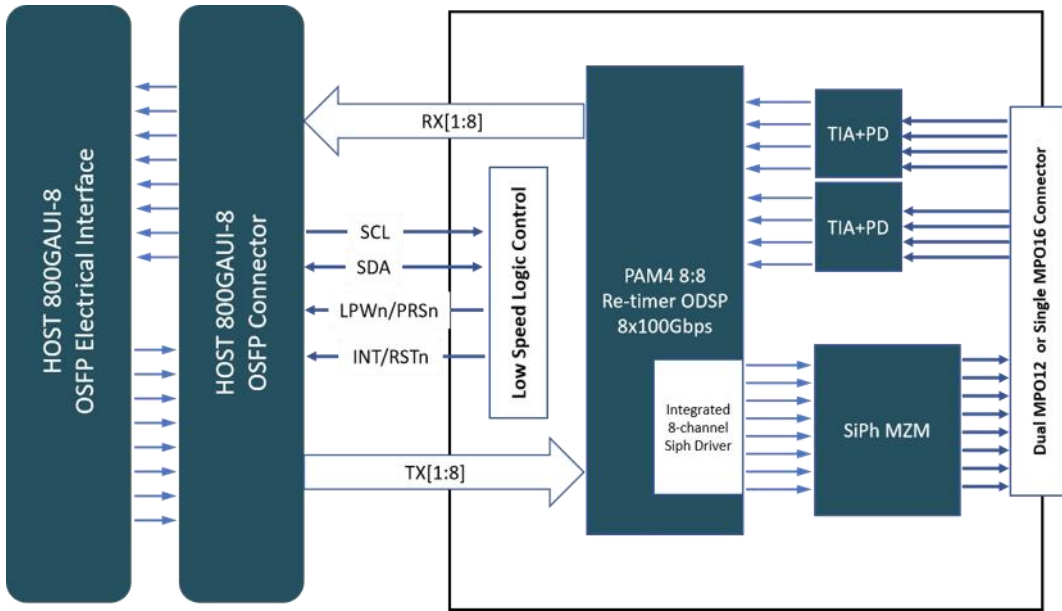 HOST 800GAUI-8
OSFP Electrical Interface
HOST 800GAUI-8
OSFP Connector
RX[1:8]
SCL
SDA
LPWn/PRSn
INT/RSTn
TX[1:8]
Low Speed Logic Control
PAM4 8:8
Re-timer ODSP
8x100Gbps
Integrated
8-channel
Siph Driver
TIA+PD
TIA+PD
SiPh MZM
Dual MPO12 or Single MPO16 Connector